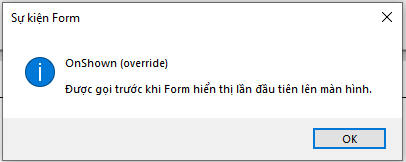 Sự kiện Form
OnShown (override)
Được gọi trước khi Form hiển thị lần đầu tiên lên màn hình.
OK